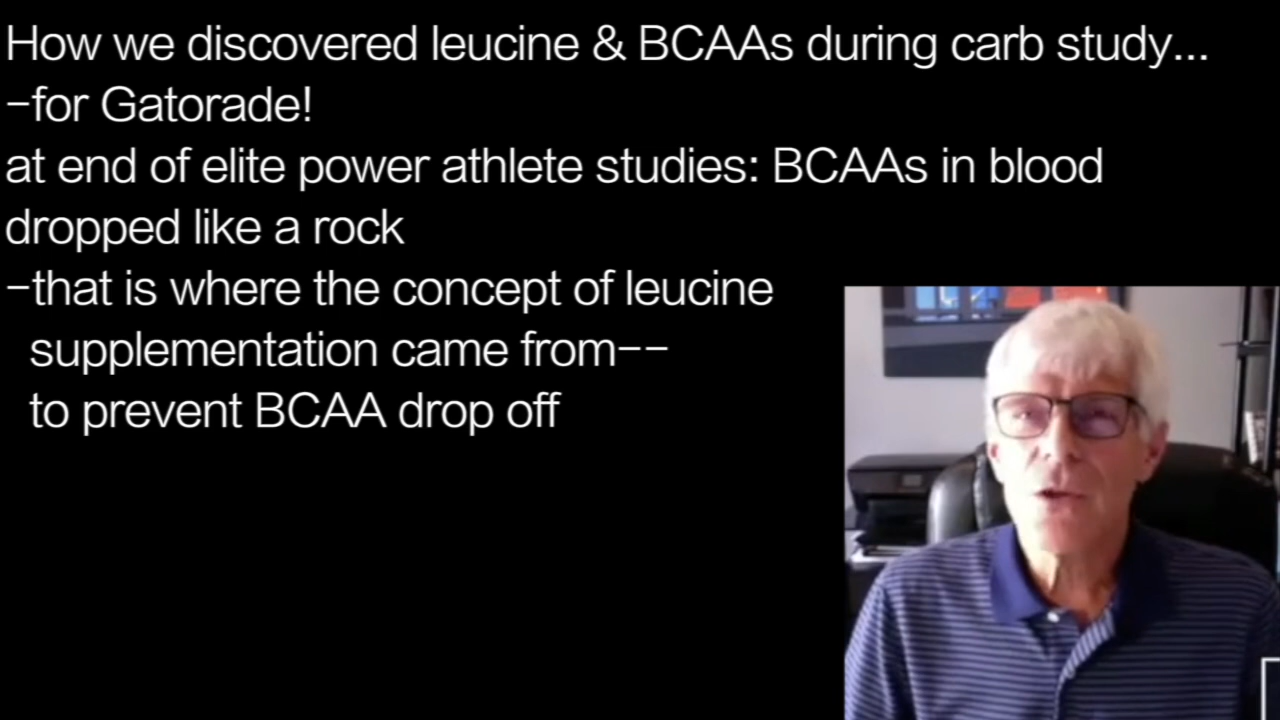 How we discovered leucine & BCAAs during carb study...
-for Gatorade!
at end of elite power athlete studies: BCAAs in blood
dropped like a rock
-that is where the concept of leucine
supplementation came from--
to prevent BCAA drop off